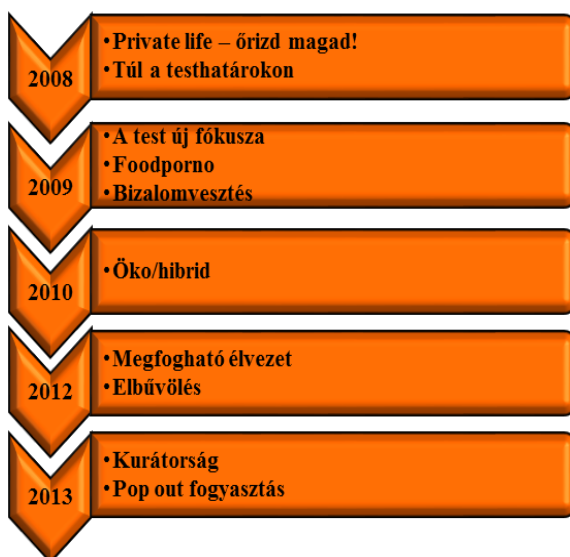 2008
•Private life – őrizd magad!
•Túl a testhatárokon
2009
•A test új fókusza
•Foodporno
•Bizalomvesztés
2010
•Öko/hibrid
2012
•Megfogható élvezet
•Elbűvölés
2013
•Kurátorság
•Pop out fogyasztás